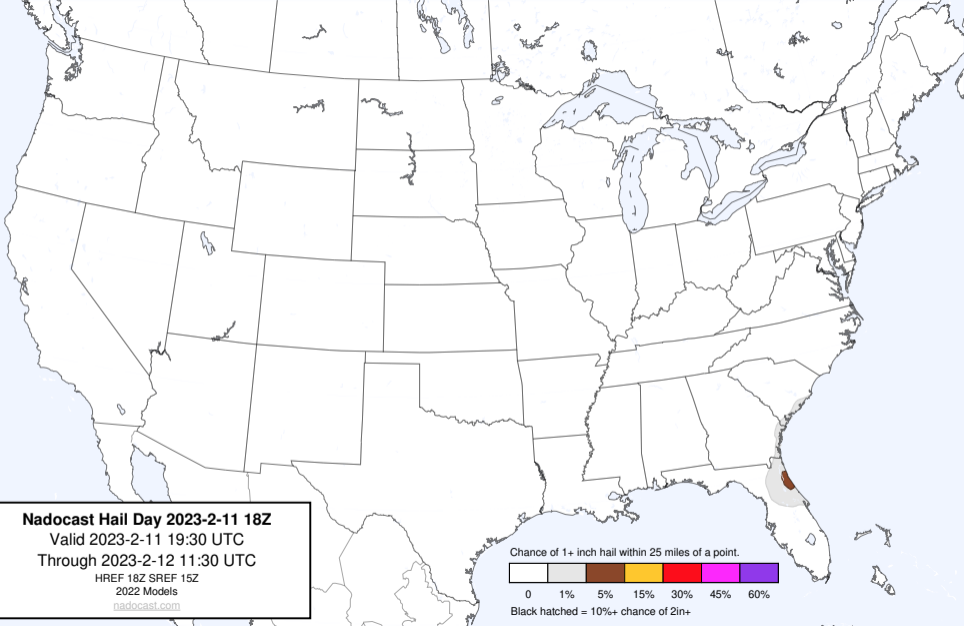 Nadocast Hail Day 2023-2-11 18Z
Valid 2023-2-11 19:30 UTC
Through 2023-2-12 11:30 UTC
HREF 18Z SREF 15Z
2022 Models
nadocast.com
Chance of 1+ inch hail within 25 miles of a point.
0 1% 5% 15% 30% 45% 60%
Black hatched = 10%+ chance of 2in+